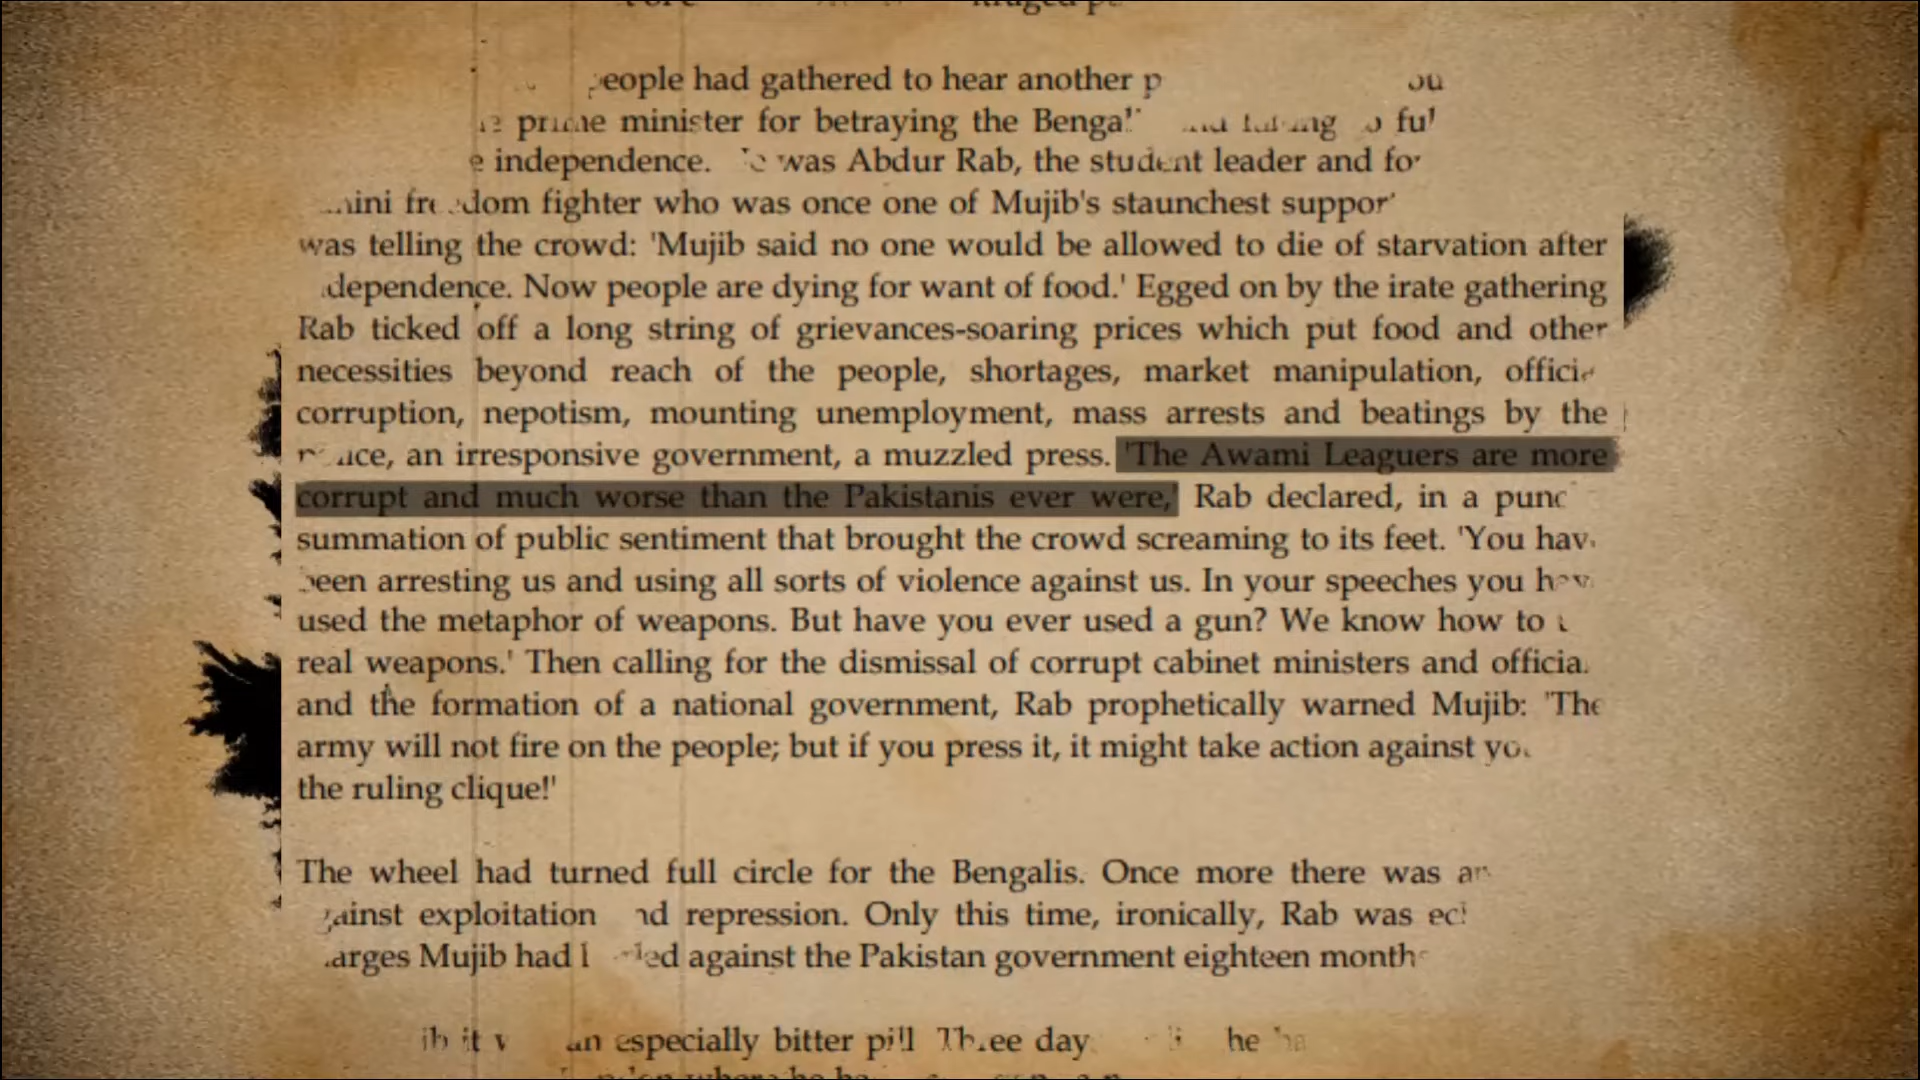 people had gathered to hear another
minister for betraying the
independence. was Abdur Rab, the student leader and
freedom fighter who was once one of Mujib's staunchest
was telling the crowd: 'Mujib said no one would be allowed to die of starvation after
dependence. Now people are dying for want of food.' Egged on by the irate gathering
Rab ticked off a long string of grievances-soaring prices which put food and other
necessities beyond reach of the people, shortages, market manipulation,
corruption, nepotism, mounting unemployment, mass arrests and beatings by the
an irresponsive government, a muzzled press. 'The Awami Leaguers are more
corrupt and much worse than the Pakistanis ever were,' Rab declared, in a
summation of public sentiment that brought the crowd screaming to its feet. 'You have
been arresting us and using all sorts of violence against us. In your speeches you have
used the metaphor of weapons. But have you ever used a gun? We know how to
real weapons.' Then calling for the dismissal of corrupt cabinet ministers and
and the formation of a national government, Rab prophetically warned Mujib: 'The
army will not fire on the people; but if you press it, it might take action against
the ruling clique!'
The wheel had turned full circle for the Bengalis. Once more there was
exploitation repression. Only this time, ironically, Rab was
Mujib had against the Pakistan government eighteen
it an especially bitter pill Three day he